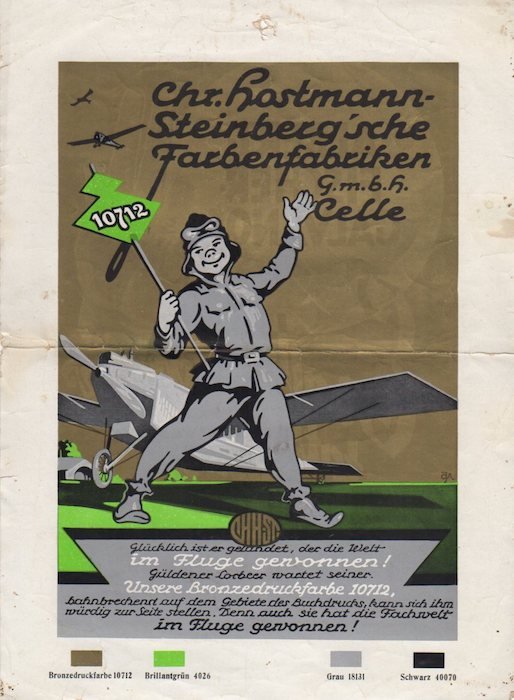 Chr. Hostmann-
Steinberg'sche
Farbenfabriken
G.m.b.H.
Celle
10712
CHHST
Glücklich ist er gelandet, der die Welt
im Fluge gewonnen!
Güldener Lorbeer wartet seiner.
Unsere Bronzedruckfarbe 10712,
bahnbrechend auf dem Gebiete des Buchdrucks, kann sich ihm
würdig zur Seite stellen. Denn auch sie hat die Fachwelt
im Fluge gewonnen!
Bronzedruckfarbe 10712 Brillantgrün 4026 Grau 18131 Schwarz 40070